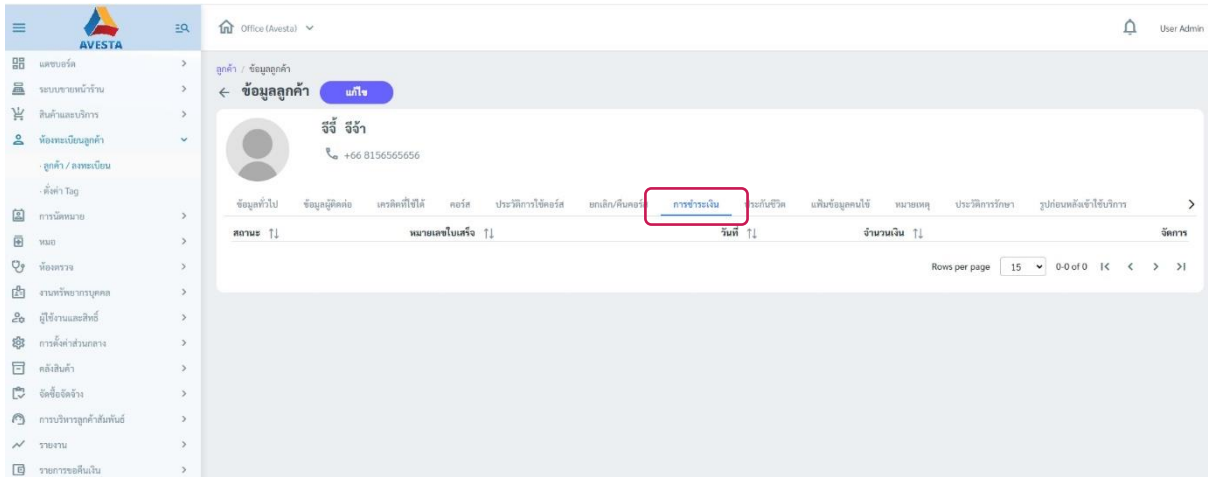 AVESTA
Office (Avesta)
User Admin
แดชบอร์ด
ระบบขายหน้าร้าน
สินค้าและบริการ
ห้องทะเบียนลูกค้า
· ลูกค้า / ลงทะเบียน
· ตั้งค่า Tag
การนัดหมาย
หมอ
ห้องตรวจ
งานทรัพยากรบุคคล
ผู้ใช้งานและสิทธิ์
การตั้งค่าส่วนกลาง
คลังสินค้า
จัดซื้อจัดจ้าง
การบริหารลูกค้าสัมพันธ์
รายงาน
รายการขอคืนเงิน
ลูกค้า / ข้อมูลลูกค้า
ข้อมูลลูกค้า แก้ไข
จีจี้ จีจ้า
+66 8156565656
ข้อมูลทั่วไป ข้อมูลผู้ติดต่อ เครดิตที่ใช้ได้ คอร์ส ประวัติการใช้คอร์ส ยกเลิก/คืนคอร์ส การชำระเงิน ประกันชีวิต แฟ้มข้อมูลคนไข้ หมายเหตุ ประวัติการรักษา รูปก่อนหลังเข้าใช้บริการ
สถานะ หมายเลขใบเสร็จ วันที่ จำนวนเงิน จัดการ
Rows per page 15 0-0 of 0